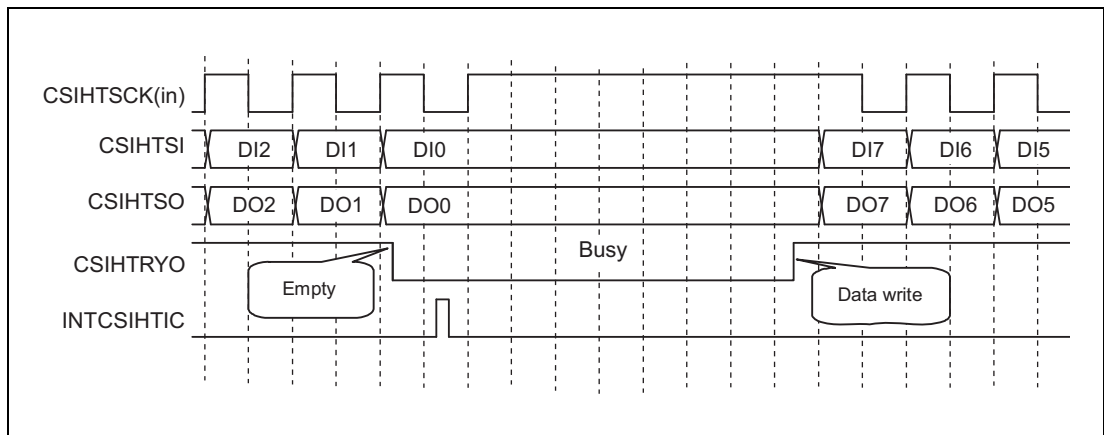 CSIHTSCK(in)
CSIHTSI DI2 DI1 DI0 DI7 DI6 DI5
CSIHTSO DO2 DO1 DO0 DO7 DO6 DO5
CSIHTRYO Busy
Empty Data write
INTCSIHTIC